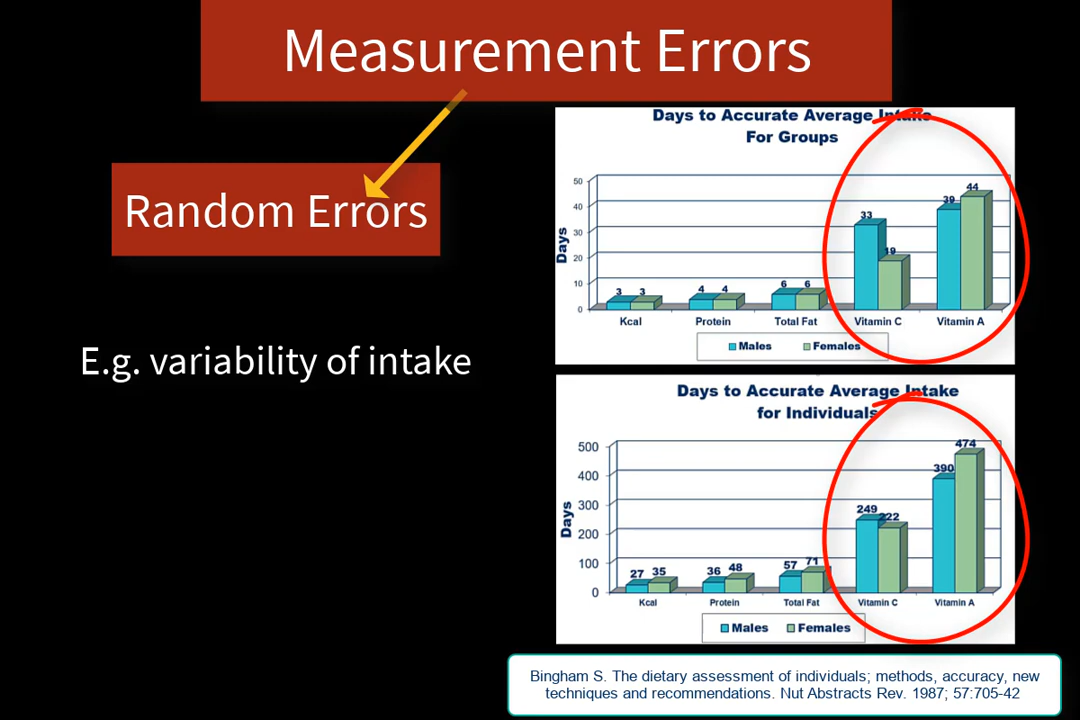 Measurement Errors
Random Errors
E.g. variability of intake
Days to Accurate Average Intake
For Groups
50
40
30
20
10
0
Days
3 3
4 4
6 6
33 19
39 44
Kcal Protein Total Fat Vitamin C Vitamin A
Males Females
Days to Accurate Average Intake
for Individuals
500
400
300
200
100
0
Days
27 35
36 48
57 71
249 222
390 474
Kcal Protein Total Fat Vitamin C Vitamin A
Males Females
Bingham S. The dietary assessment of individuals; methods, accuracy, new
techniques and recommendations. Nut Abstracts Rev. 1987; 57:705-42